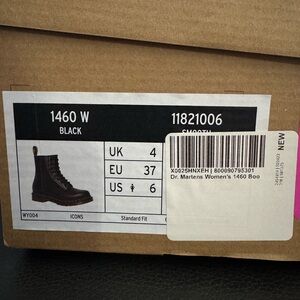 1460 W
11821006
BLACK
SMOOTH
UK 4
EU 37
US 6
X0025HNXEH | 800090795301
Dr. Martens Women's 1460 Boo
NEW
WY004
ICONS
Standard Fit